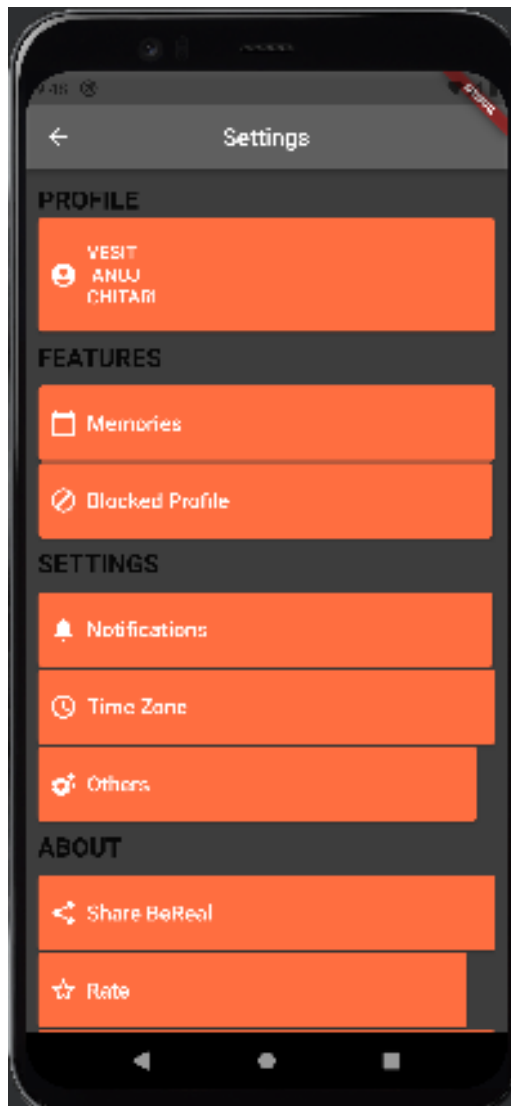 Settings
PROFILE
VESIT
ANUJ
CHITARI
FEATURES
Memories
Blocked Profile
SETTINGS
Notifications
Time Zone
Others
ABOUT
Share BeReal
Rate